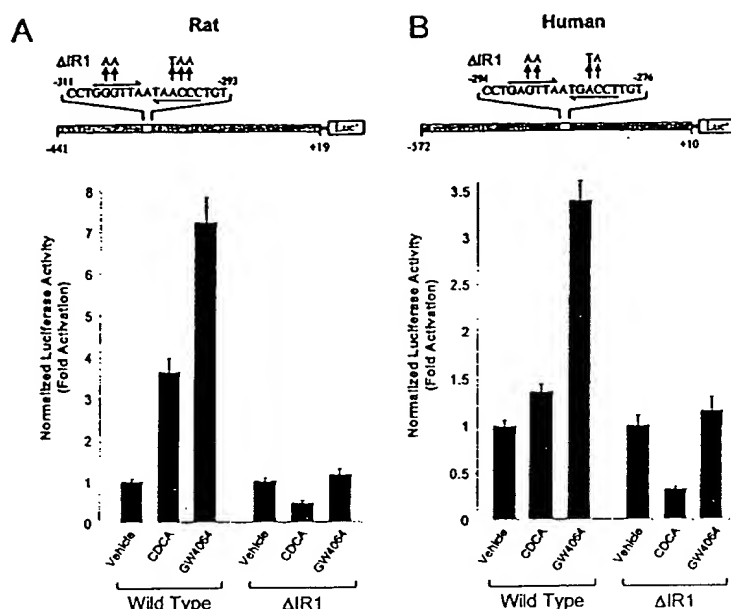 A
Rat
ΔIR1
AA
TAA
-311
-293
CCTGGGTTAATAACCCTGT
Luc+
-441
+19
Normalized Luciferase Activity
(Fold Activation)
8
7
6
5
4
3
2
1
0
Vehicle
CDCA
GW4064
Vehicle
CDCA
GW4064
Wild Type
ΔIR1
B
Human
ΔIR1
AA
TA
-294
-276
CCTGAGTTAATGACCTTGT
Luc+
-572
+10
Normalized Luciferase Activity
(Fold Activation)
3.5
3
2.5
2
1.5
1
0.5
0
Vehicle
CDCA
GW4064
Vehicle
CDCA
GW4064
Wild Type
ΔIR1